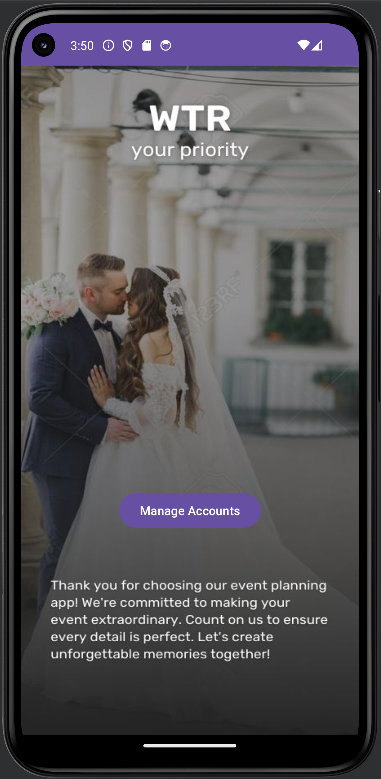 3:50
WTR
your priority
Manage Accounts
Thank you for choosing our event planning
app! We're committed to making your
event extraordinary. Count on us to ensure
every detail is perfect. Let's create
unforgettable memories together!